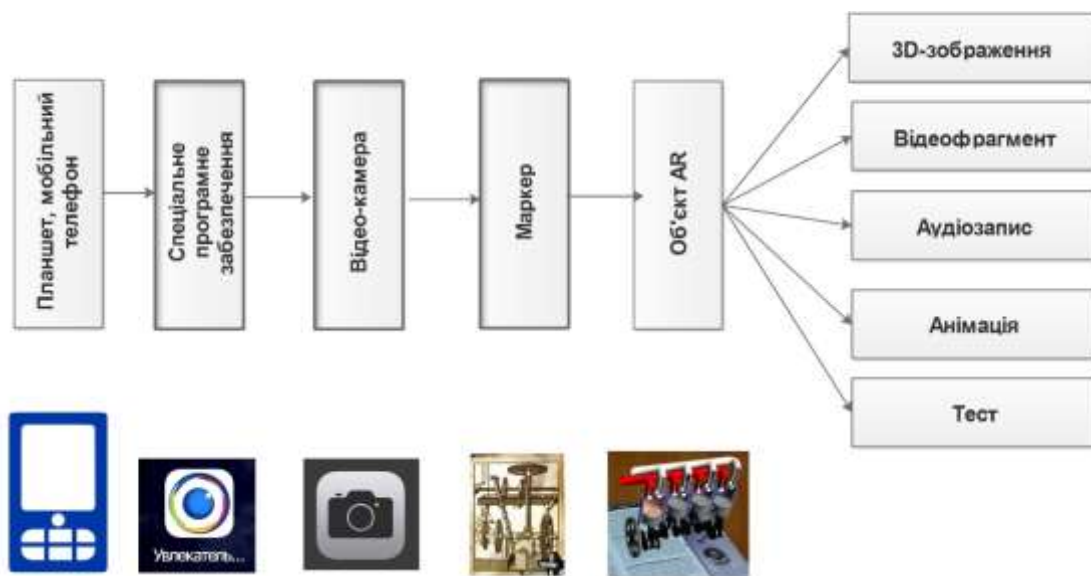 Планшет, мобільний
телефон
Спеціальне
програмне
забезпечення
Відео-камера
Маркер
Об'єкт AR
3D-зображення
Відеофрагмент
Аудіозапис
Анімація
Тест
Увлекатель...